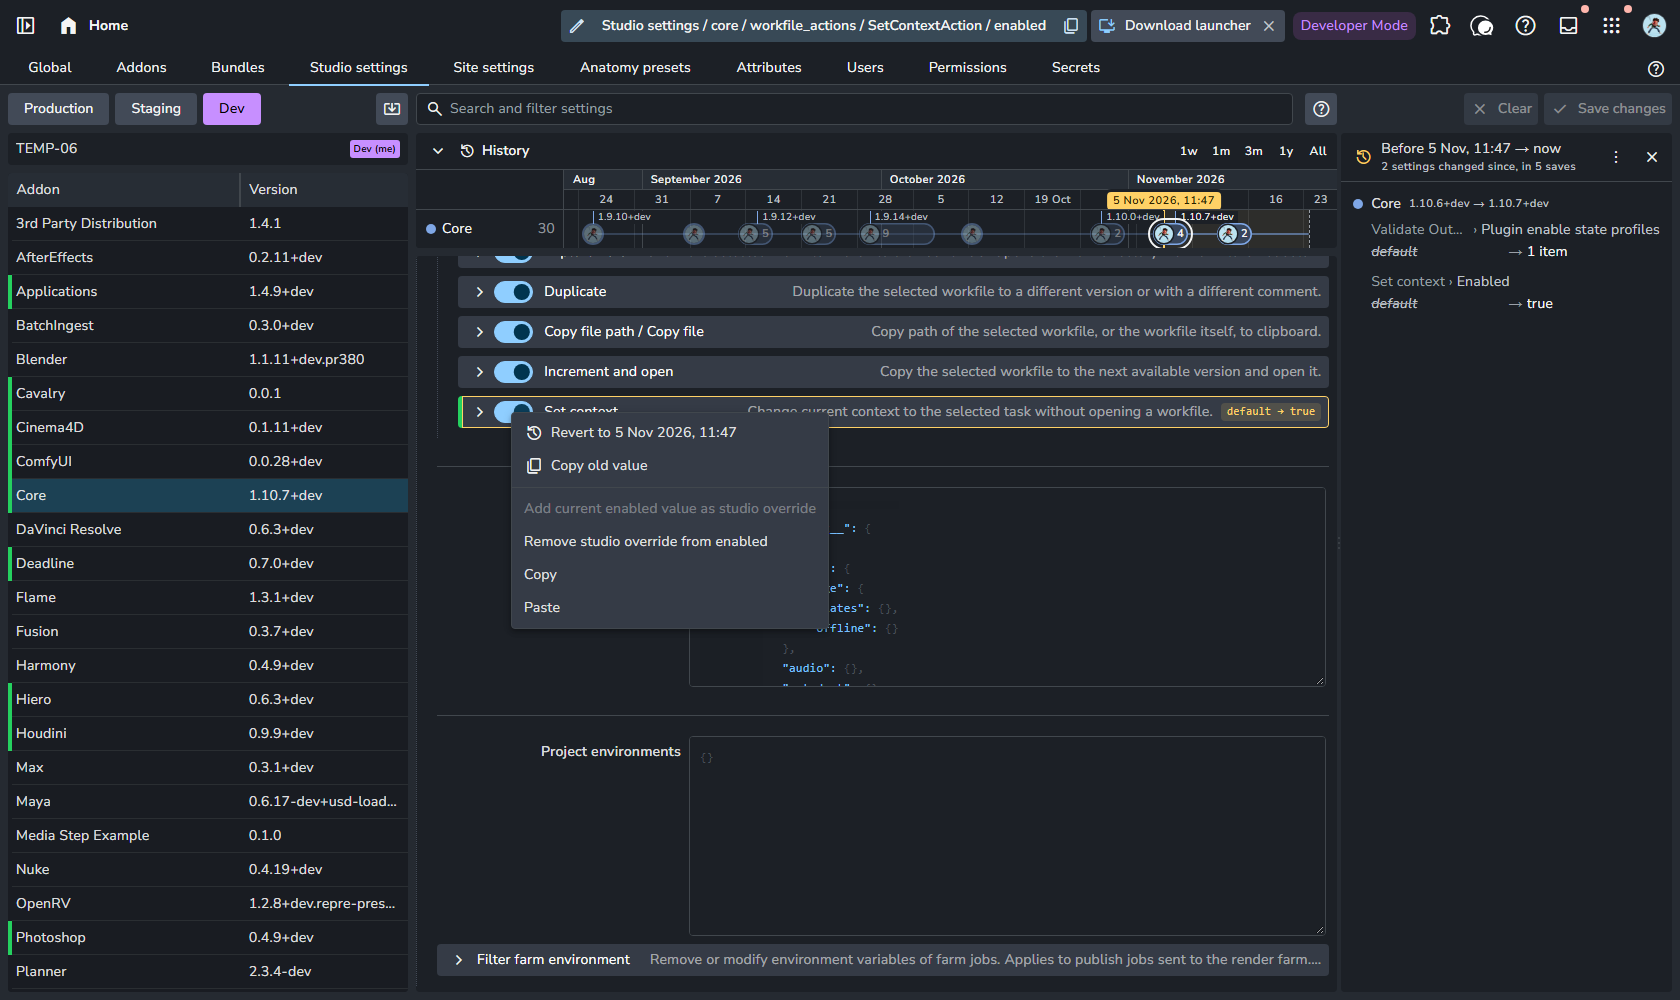 Home
Studio settings / core / workfile_actions / SetContextAction / enabled
Download launcher
Developer Mode
Global
Addons
Bundles
Studio settings
Site settings
Anatomy presets
Attributes
Users
Permissions
Secrets
Production
Staging
Dev
Search and filter settings
Clear
Save changes
TEMP-06
Dev (me)
Addon Version
3rd Party Distribution 1.4.1
AfterEffects 0.2.11+dev
Applications 1.4.9+dev
BatchIngest 0.3.0+dev
Blender 1.1.11+dev.pr380
Cavalry 0.0.1
Cinema4D 0.1.11+dev
ComfyUI 0.0.28+dev
Core 1.10.7+dev
DaVinci Resolve 0.6.3+dev
Deadline 0.7.0+dev
Flame 1.3.1+dev
Fusion 0.3.7+dev
Harmony 0.4.9+dev
Hiero 0.6.3+dev
Houdini 0.9.9+dev
Max 0.3.1+dev
Maya 0.6.17-dev+usd-load...
Media Step Example 0.1.0
Nuke 0.4.19+dev
OpenRV 1.2.8+dev.repre-pres...
Photoshop 0.4.9+dev
Planner 2.3.4-dev
History
1w 1m 3m 1y All
Aug September 2026 October 2026 November 2026
24 31 7 14 21 28 5 12 19 Oct 5 Nov 2026, 11:47 16 23
1.9.10+dev 1.9.12+dev 1.9.14+dev 1.10.0+dev 1.10.7+dev
Core 30 5 5 9 2 4 2
Duplicate Duplicate the selected workfile to a different version or with a different comment.
Copy file path / Copy file Copy path of the selected workfile, or the workfile itself, to clipboard.
Increment and open Copy the selected workfile to the next available version and open it.
Set context Change current context to the selected task without opening a workfile. default → true
Revert to 5 Nov 2026, 11:47
Copy old value
Add current enabled value as studio override
Remove studio override from enabled
Copy
Paste
__": {
: {
e": {
ates": {},
offline": {}
},
"audio": {},
Project environments
{}
Filter farm environment Remove or modify environment variables of farm jobs. Applies to publish jobs sent to the render farm....
Before 5 Nov, 11:47 → now
2 settings changed since, in 5 saves
Core 1.10.6+dev → 1.10.7+dev
Validate Out... › Plugin enable state profiles
default → 1 item
Set context › Enabled
default → true